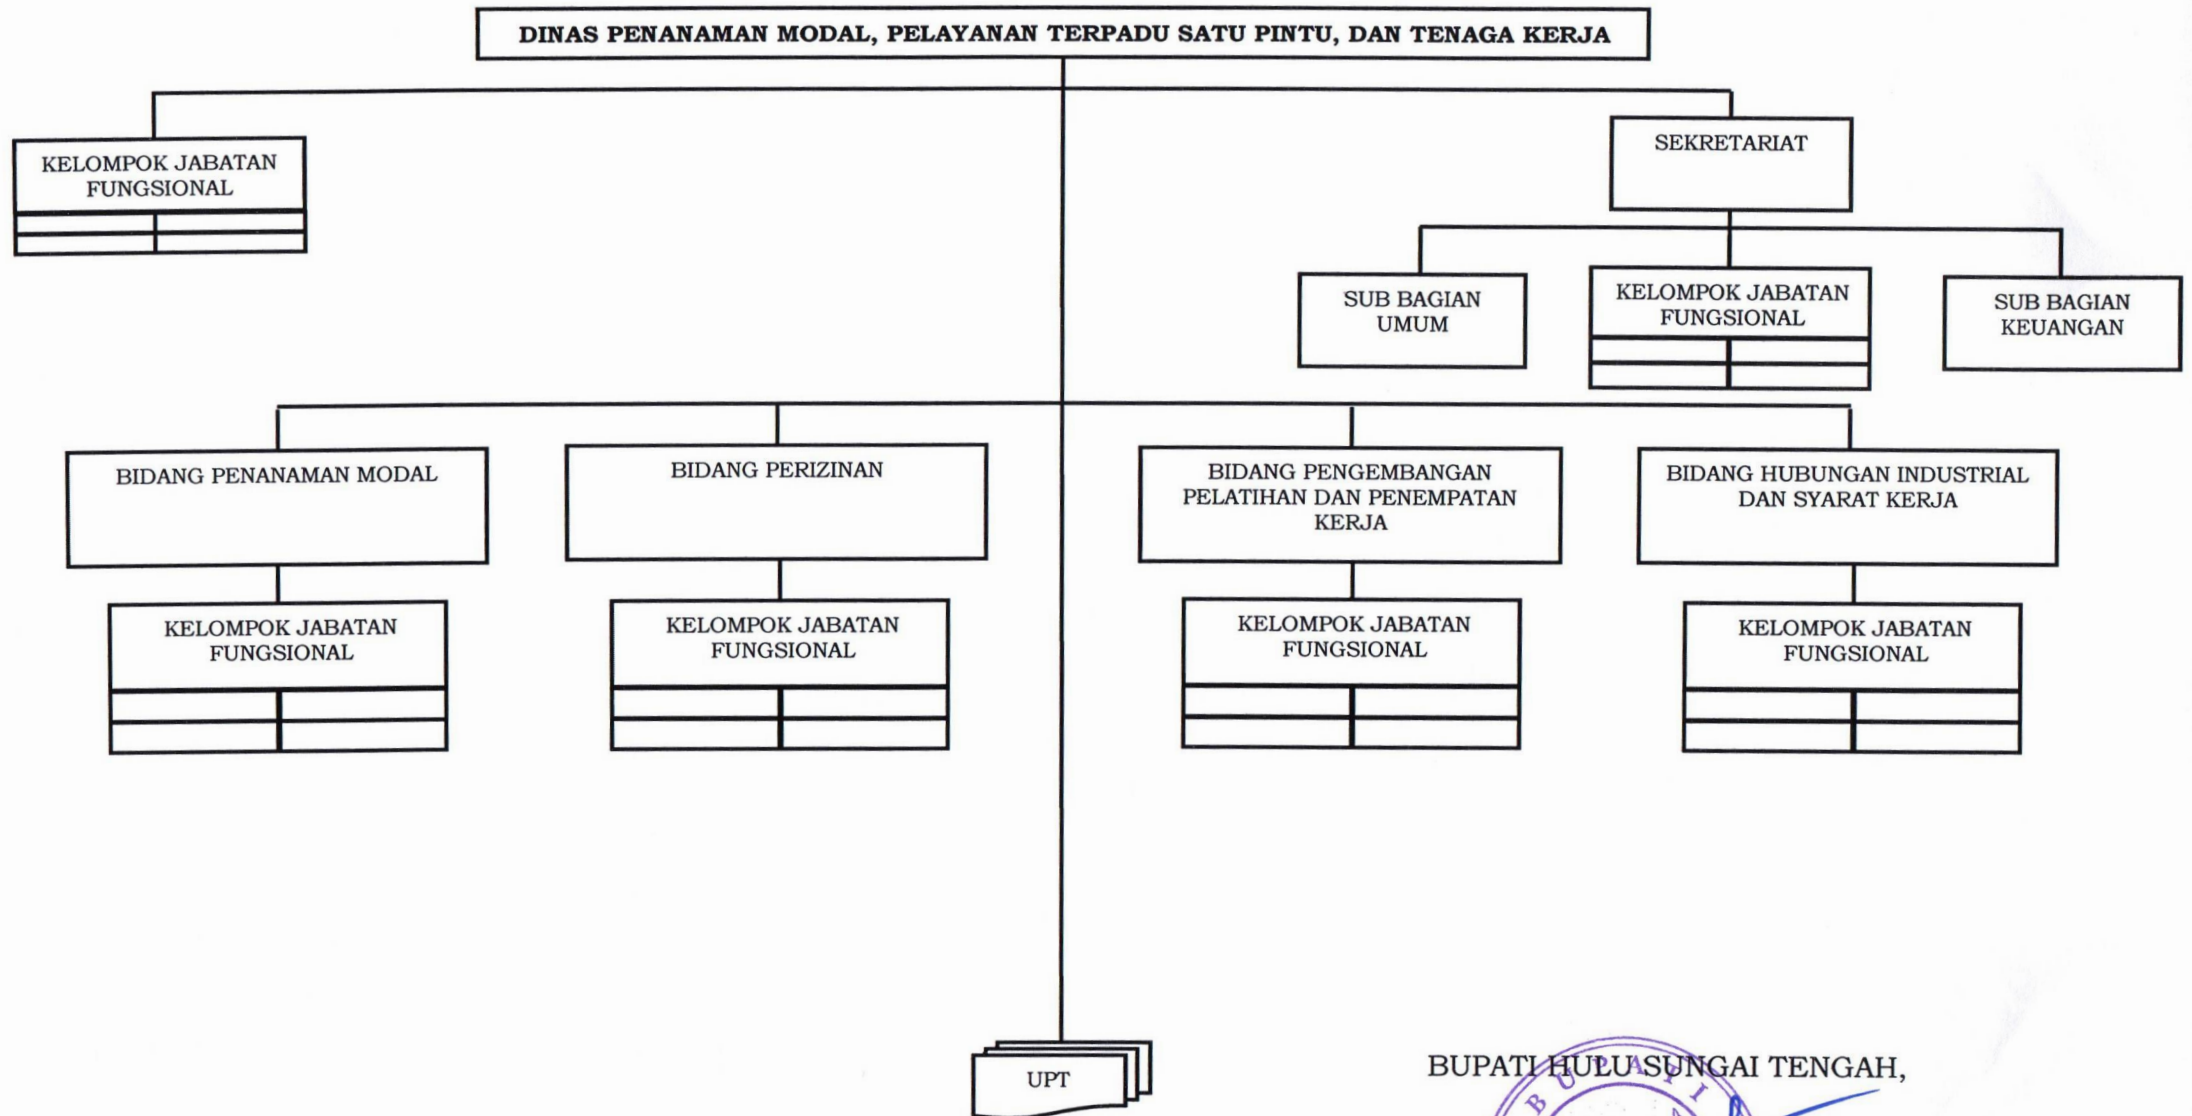 DINAS PENANAMAN MODAL, PELAYANAN TERPADU SATU PINTU, DAN TENAGA KERJA
KELOMPOK JABATAN
FUNGSIONAL
SEKRETARIAT
SUB BAGIAN
UMUM
KELOMPOK JABATAN
FUNGSIONAL
SUB BAGIAN
KEUANGAN
BIDANG PENANAMAN MODAL
BIDANG PERIZINAN
BIDANG PENGEMBANGAN
PELATIHAN DAN PENEMPATAN
KERJA
BIDANG HUBUNGAN INDUSTRIAL
DAN SYARAT KERJA
KELOMPOK JABATAN
FUNGSIONAL
KELOMPOK JABATAN
FUNGSIONAL
KELOMPOK JABATAN
FUNGSIONAL
KELOMPOK JABATAN
FUNGSIONAL
UPT
BUPATI HULU SUNGAI TENGAH,
BUPATI